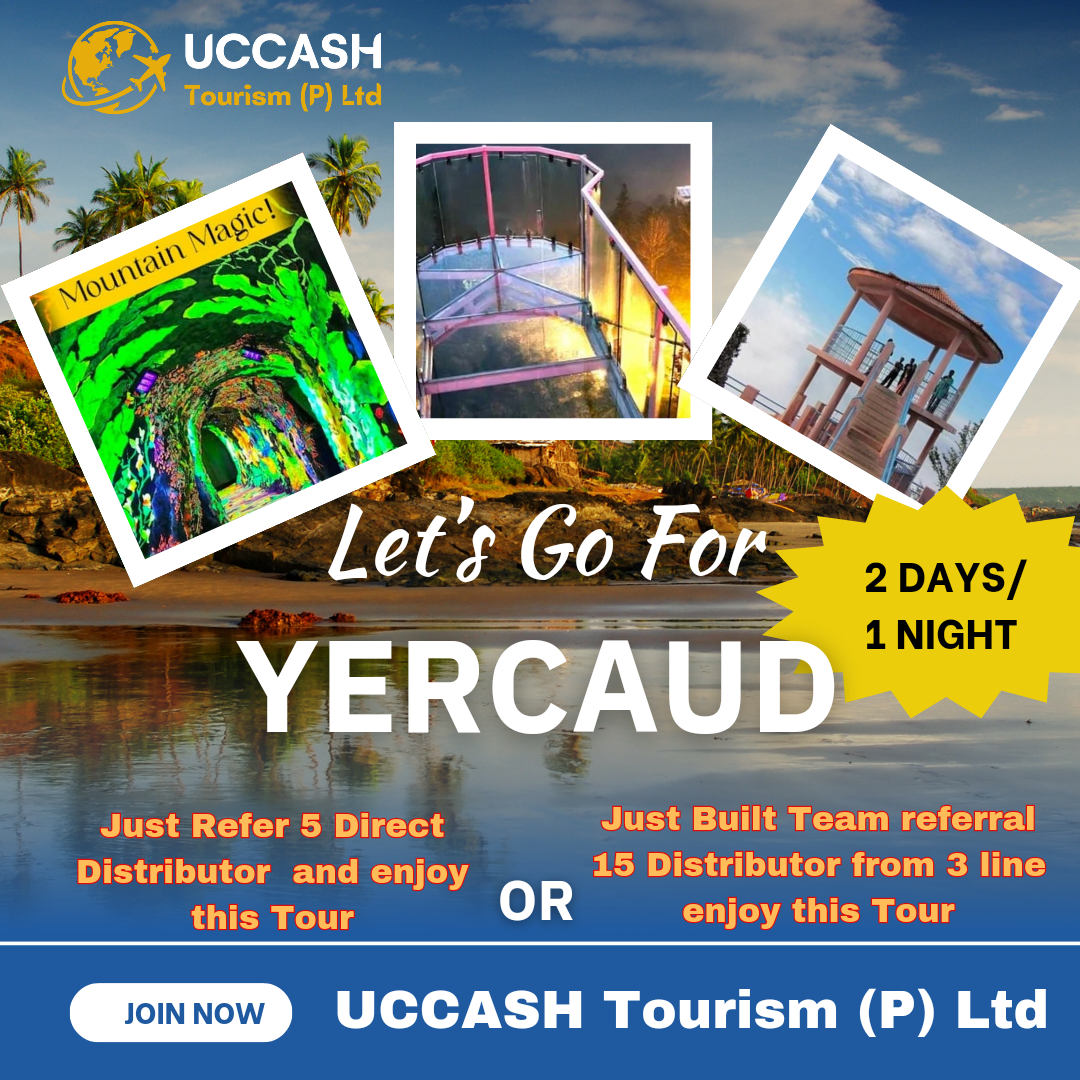 UCCASH
Tourism (P) Ltd
Mountain Magic!
Let's Go For
2 DAYS/
1 NIGHT
YERCAUD
Just Refer 5 Direct
Distributor and enjoy
this Tour
OR
Just Built Team referral
15 Distributor from 3 line
enjoy this Tour
JOIN NOW
UCCASH Tourism (P) Ltd